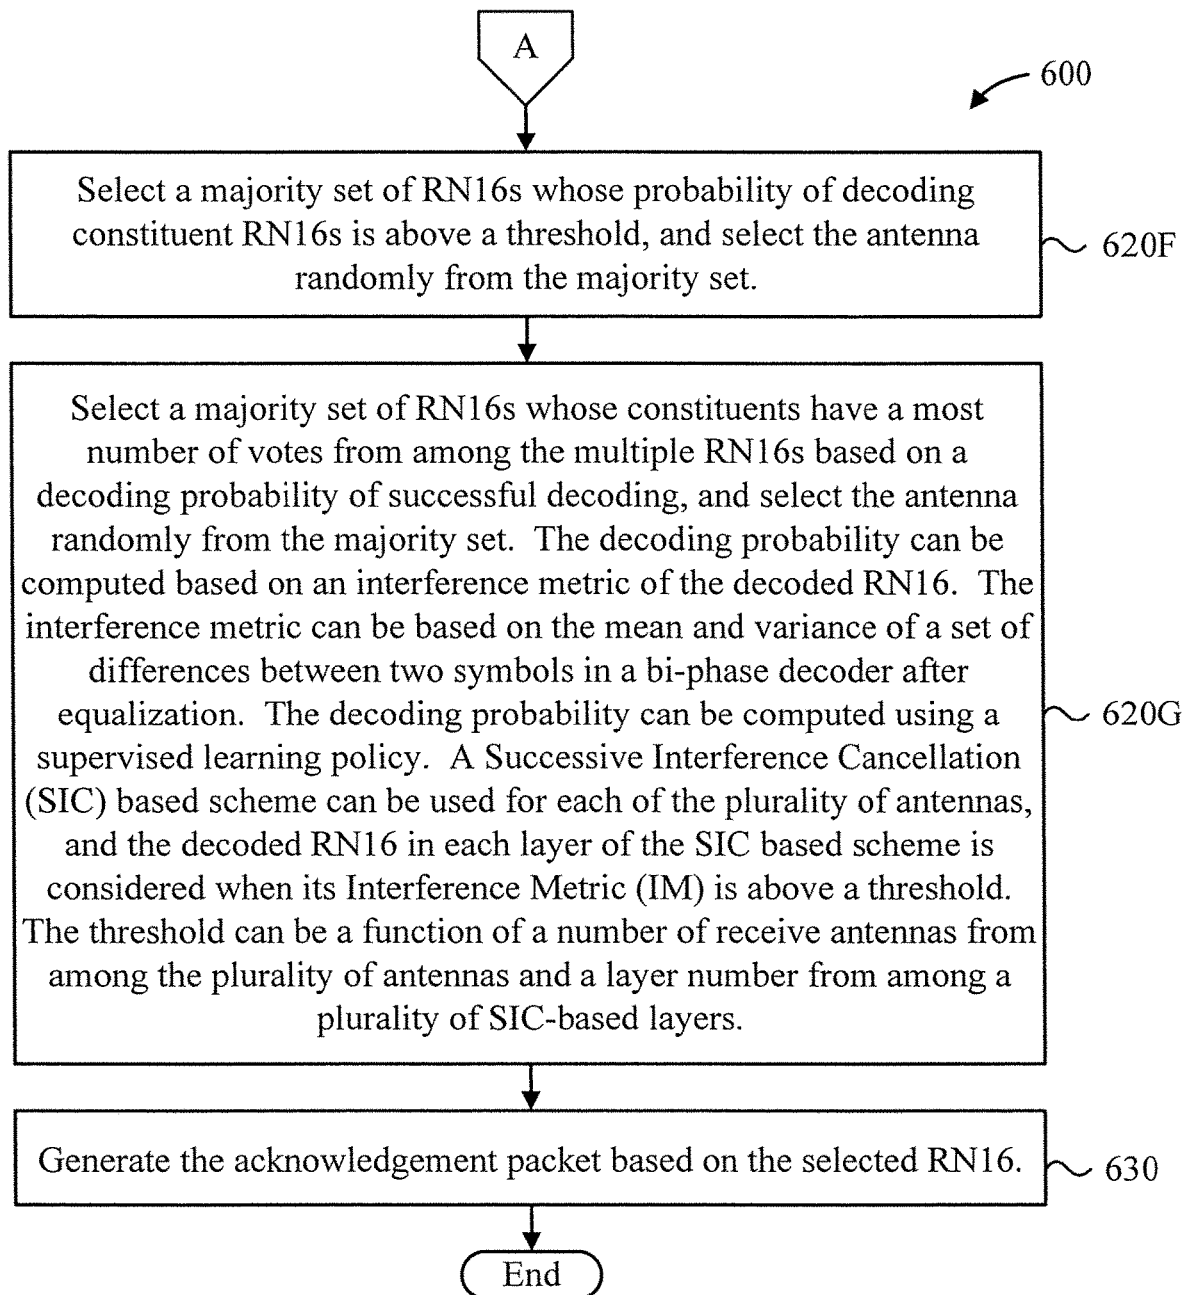 A
600
Select a majority set of RN16s whose probability of decoding
constituent RN16s is above a threshold, and select the antenna
randomly from the majority set.
620F
Select a majority set of RN16s whose constituents have a most
number of votes from among the multiple RN16s based on a
decoding probability of successful decoding, and select the antenna
randomly from the majority set. The decoding probability can be
computed based on an interference metric of the decoded RN16. The
interference metric can be based on the mean and variance of a set of
differences between two symbols in a bi-phase decoder after
equalization. The decoding probability can be computed using a
supervised learning policy. A Successive Interference Cancellation
(SIC) based scheme can be used for each of the plurality of antennas,
and the decoded RN16 in each layer of the SIC based scheme is
considered when its Interference Metric (IM) is above a threshold.
The threshold can be a function of a number of receive antennas from
among the plurality of antennas and a layer number from among a
plurality of SIC-based layers.
620G
Generate the acknowledgement packet based on the selected RN16.
630
End